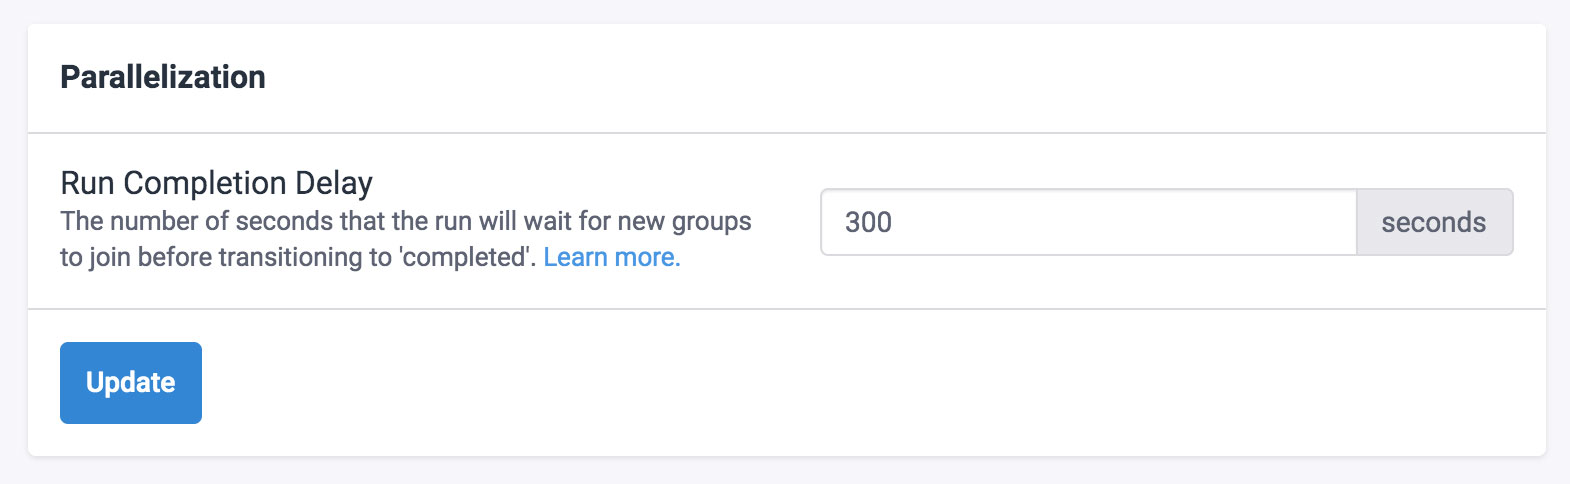 Parallelization
Run Completion Delay
The number of seconds that the run will wait for new groups
to join before transitioning to 'completed'. Learn more.
300 seconds
Update